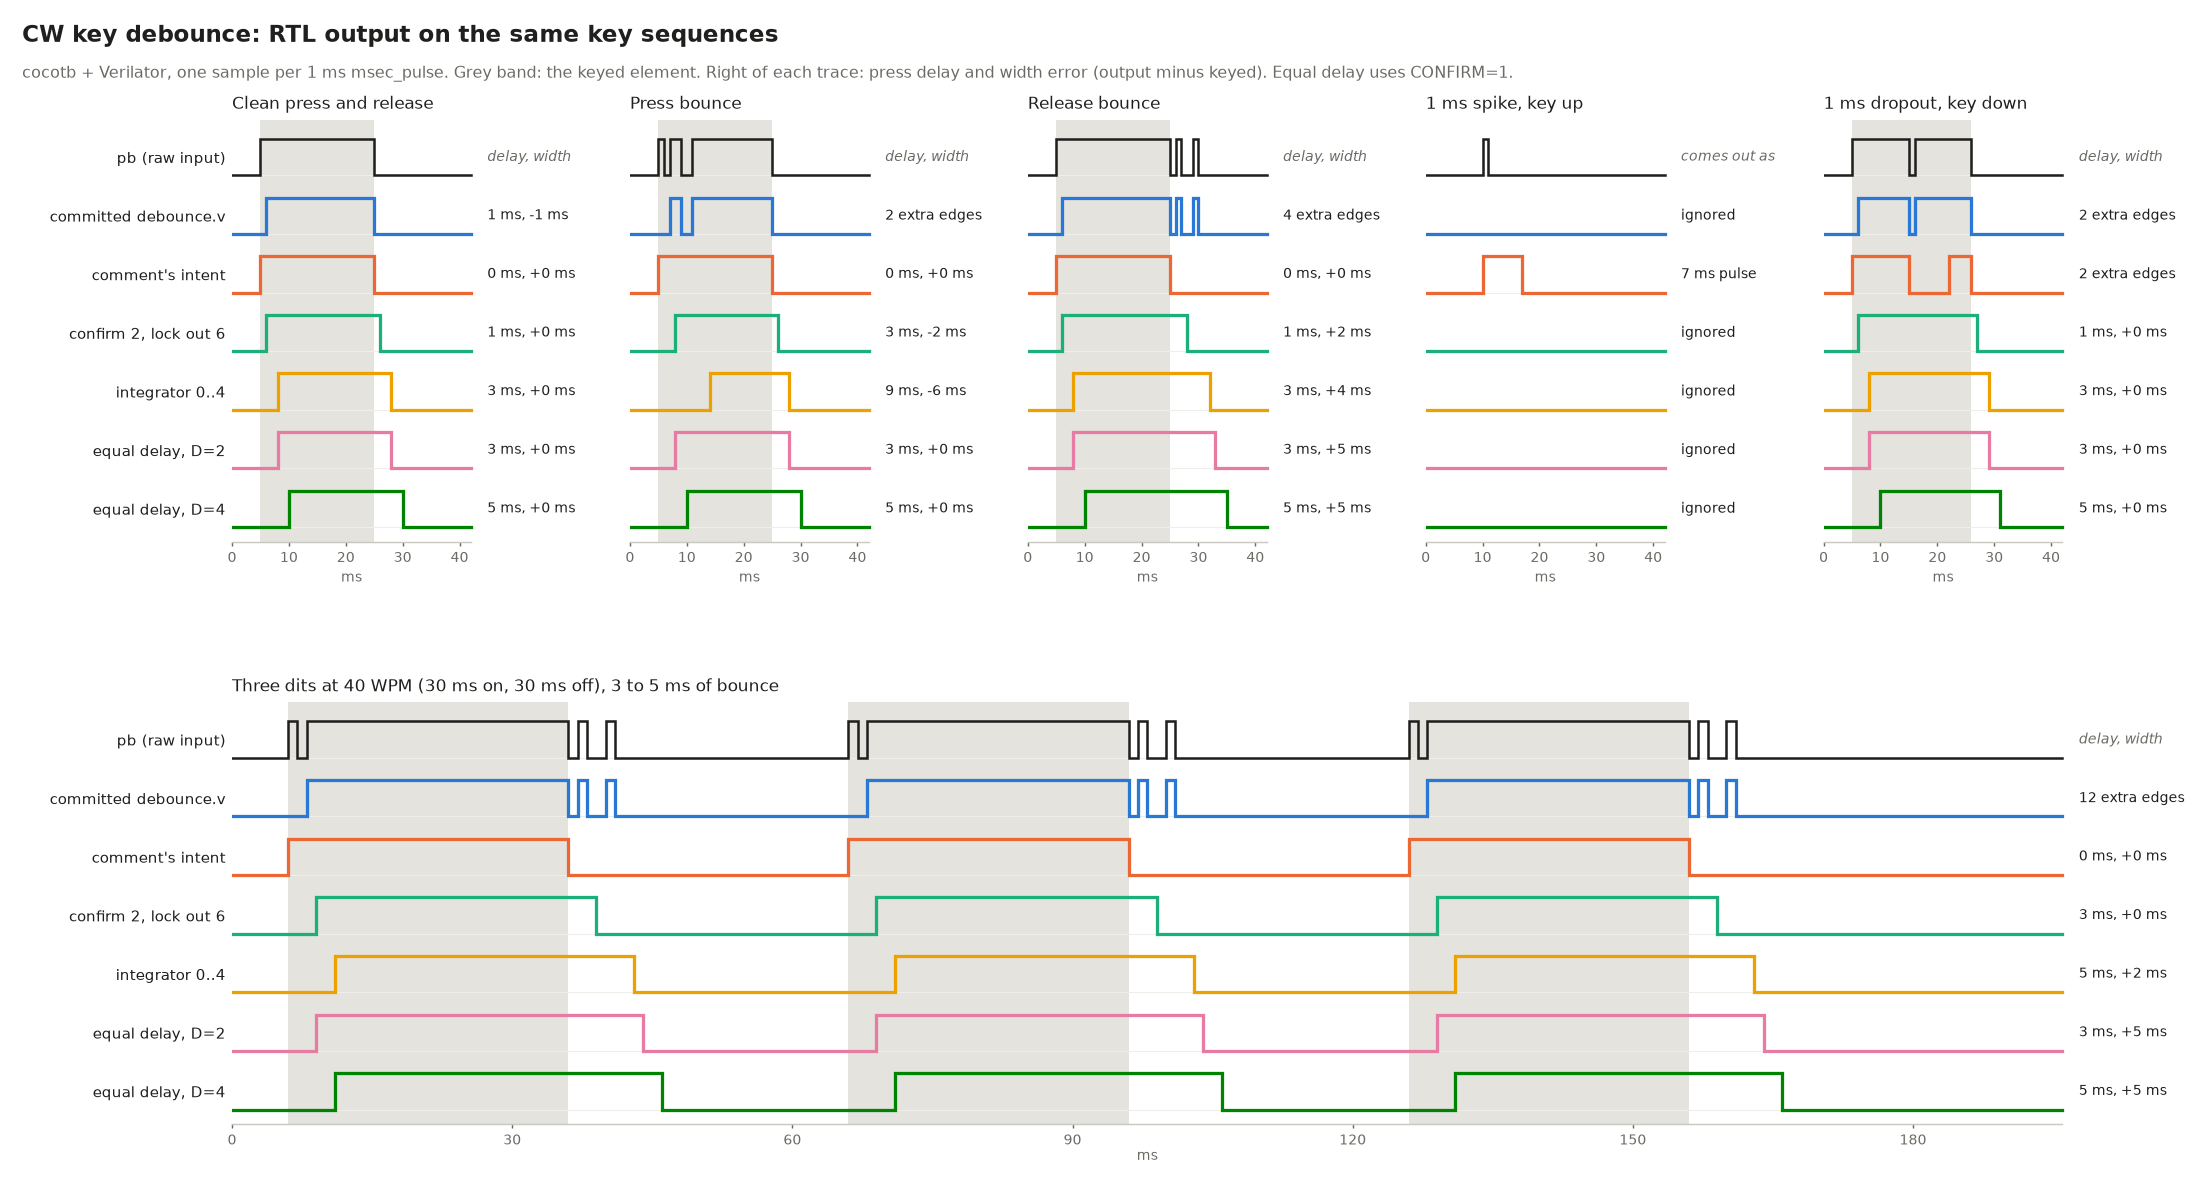 CW key debounce: RTL output on the same key sequences
cocotb + Verilator, one sample per 1 ms msec_pulse. Grey band: the keyed element. Right of each trace: press delay and width error (output minus keyed). Equal delay uses CONFIRM=1.
Clean press and release
pb (raw input)
delay, width
committed debounce.v
1 ms, -1 ms
comment's intent
0 ms, +0 ms
confirm 2, lock out 6
1 ms, +0 ms
integrator 0..4
3 ms, +0 ms
equal delay, D=2
3 ms, +0 ms
equal delay, D=4
5 ms, +0 ms
0 10 20 30 40
ms
Press bounce
delay, width
2 extra edges
0 ms, +0 ms
3 ms, -2 ms
9 ms, -6 ms
3 ms, +0 ms
5 ms, +0 ms
0 10 20 30 40
ms
Release bounce
delay, width
4 extra edges
0 ms, +0 ms
1 ms, +2 ms
3 ms, +4 ms
3 ms, +5 ms
5 ms, +5 ms
0 10 20 30 40
ms
1 ms spike, key up
comes out as
ignored
7 ms pulse
ignored
ignored
ignored
ignored
0 10 20 30 40
ms
1 ms dropout, key down
delay, width
2 extra edges
2 extra edges
1 ms, +0 ms
3 ms, +0 ms
3 ms, +0 ms
5 ms, +0 ms
0 10 20 30 40
ms
Three dits at 40 WPM (30 ms on, 30 ms off), 3 to 5 ms of bounce
pb (raw input)
delay, width
committed debounce.v
12 extra edges
comment's intent
0 ms, +0 ms
confirm 2, lock out 6
3 ms, +0 ms
integrator 0..4
5 ms, +2 ms
equal delay, D=2
3 ms, +5 ms
equal delay, D=4
5 ms, +5 ms
0 30 60 90 120 150 180
ms